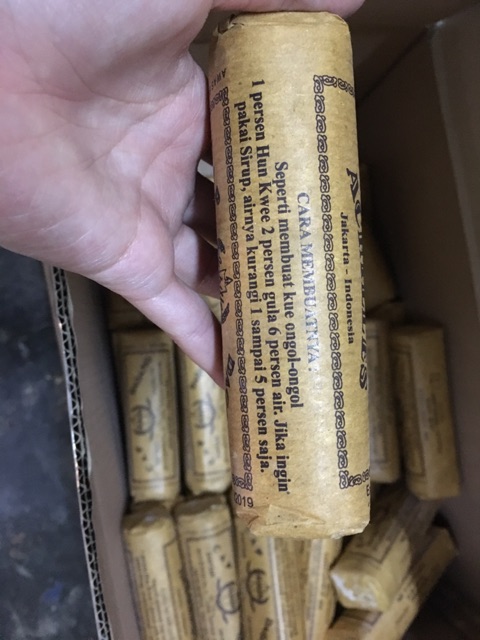 Jakarta - Indonesia
CARA MEMBUATNYA :
Seperti membuat kue ongol-ongol
1 persen Hun Kwee 2 persen gula 6 persen air. Jika ingin
pakai Sirup, airnya kurangi 1 sampai 5 persen saja.
2019